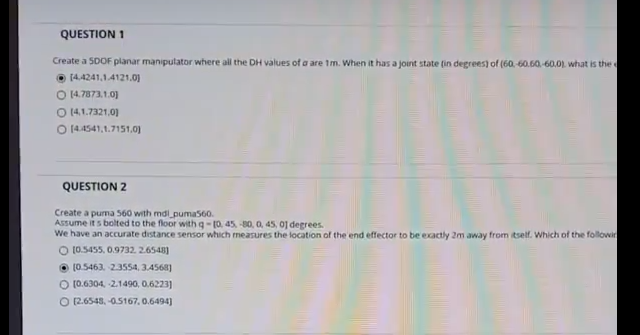 QUESTION 1
Create a 5DOF planar manipulator where all the DH values of a are 1m. When it has a joint state (in degrees) of (60,-60,60,-60,0), what is the
[4.4241,1.4121,0]
[4.7873,1,0]
[4,1.7321,0]
[4.4541,1.7151,0]
QUESTION 2
Create a puma 560 with mdl_puma560.
Assume it s bolted to the floor with q = [0, 45, -80, 0, 45, 0] degrees.
We have an accurate distance sensor which measures the location of the end effector to be exactly 2m away from itself. Which of the
[0.5455, 0.9732, 2.6548]
[0.5463, -2.3554, 3.4568]
[0.6304, -2.1490, 0.6223]
[2.6548, -0.5167, 0.6494]